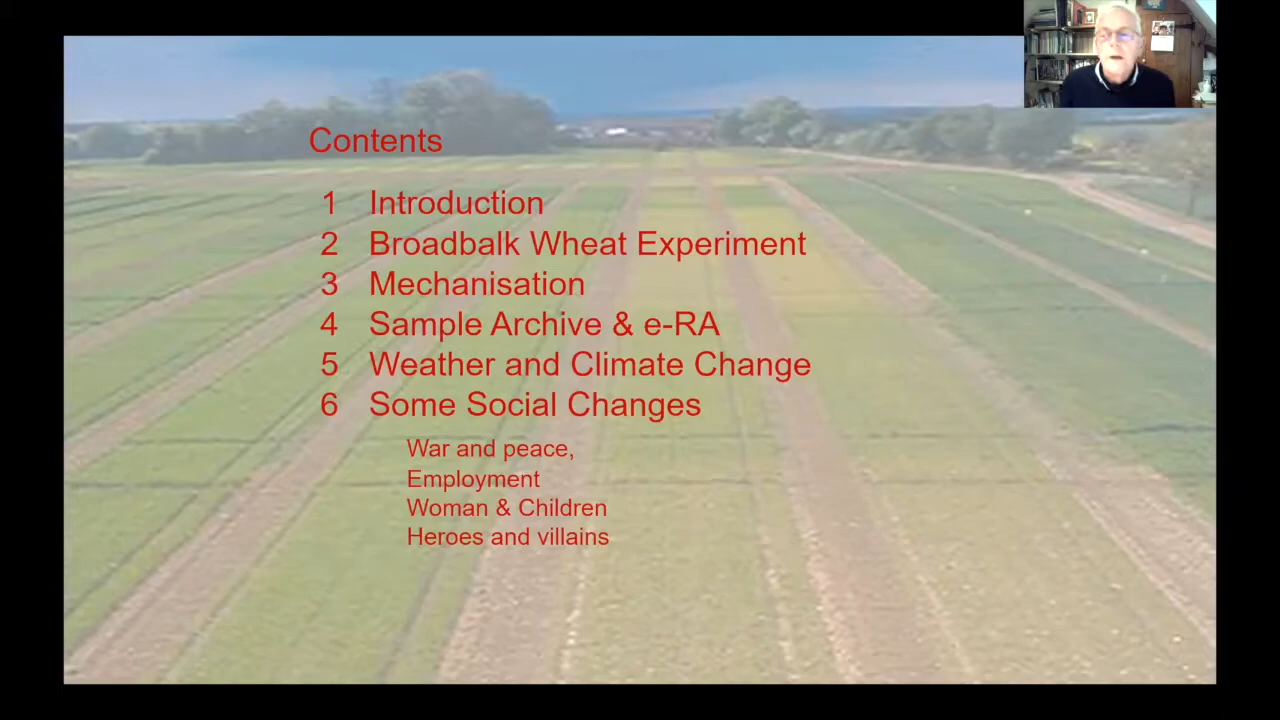 Contents
1 Introduction
2 Broadbalk Wheat Experiment
3 Mechanisation
4 Sample Archive & e-RA
5 Weather and Climate Change
6 Some Social Changes
War and peace,
Employment
Woman & Children
Heroes and villains